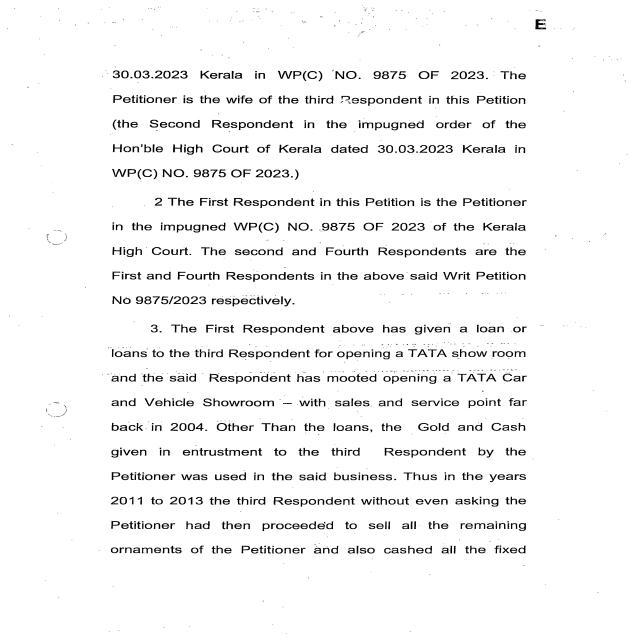 E
30.03.2023 Kerala in WP(C) NO. 9875 OF 2023. The
Petitioner is the wife of the third Respondent in this Petition
(the Second Respondent in the impugned order of the
Hon'ble High Court of Kerala dated 30.03.2023 Kerala in
WP(C) NO. 9875 OF 2023.)
2 The First Respondent in this Petition is the Petitioner
in the impugned WP(C) NO. 9875 OF 2023 of the Kerala
High Court. The second and Fourth Respondents are the
First and Fourth Respondents in the above said Writ Petition
No 9875/2023 respectively.
3. The First Respondent above has given a loan or
loans to the third Respondent for opening a TATA show room
and the said Respondent has mooted opening a TATA Car
and Vehicle Showroom – with sales and service point far
back in 2004. Other Than the loans, the Gold and Cash
given in entrustment to the third Respondent by the
Petitioner was used in the said business. Thus in the years
2011 to 2013 the third Respondent without even asking the
Petitioner had then proceeded to sell all the remaining
ornaments of the Petitioner and also cashed all the fixed